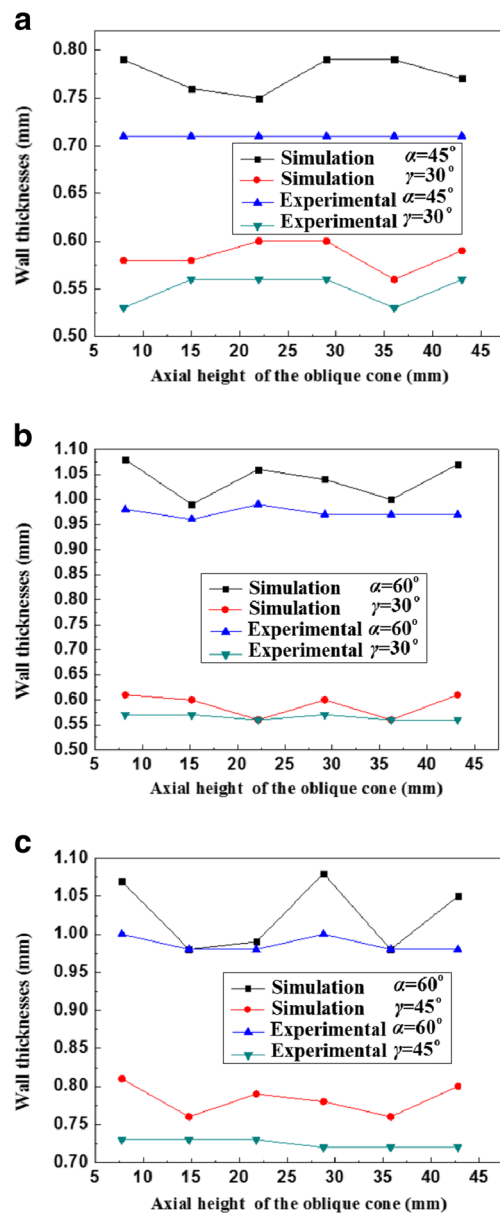 a
0.80
0.75
0.70
0.65
0.60
0.55
0.50
Wall thicknesses (mm)
Simulation α=45°
Simulation γ=30°
Experimental α=45°
Experimental γ=30°
5 10 15 20 25 30 35 40 45
Axial height of the oblique cone (mm)
b
1.10
1.05
1.00
0.95
0.90
0.85
0.80
0.75
0.70
0.65
0.60
0.55
0.50
Wall thicknesses (mm)
Simulation α=60°
Simulation γ=30°
Experimental α=60°
Experimental γ=30°
5 10 15 20 25 30 35 40 45
Axial height of the oblique cone (mm)
c
1.10
1.05
1.00
0.95
0.90
0.85
0.80
0.75
0.70
Wall thicknesses (mm)
Simulation α=60°
Simulation γ=45°
Experimental α=60°
Experimental γ=45°
5 10 15 20 25 30 35 40 45
Axial height of the oblique cone (mm)